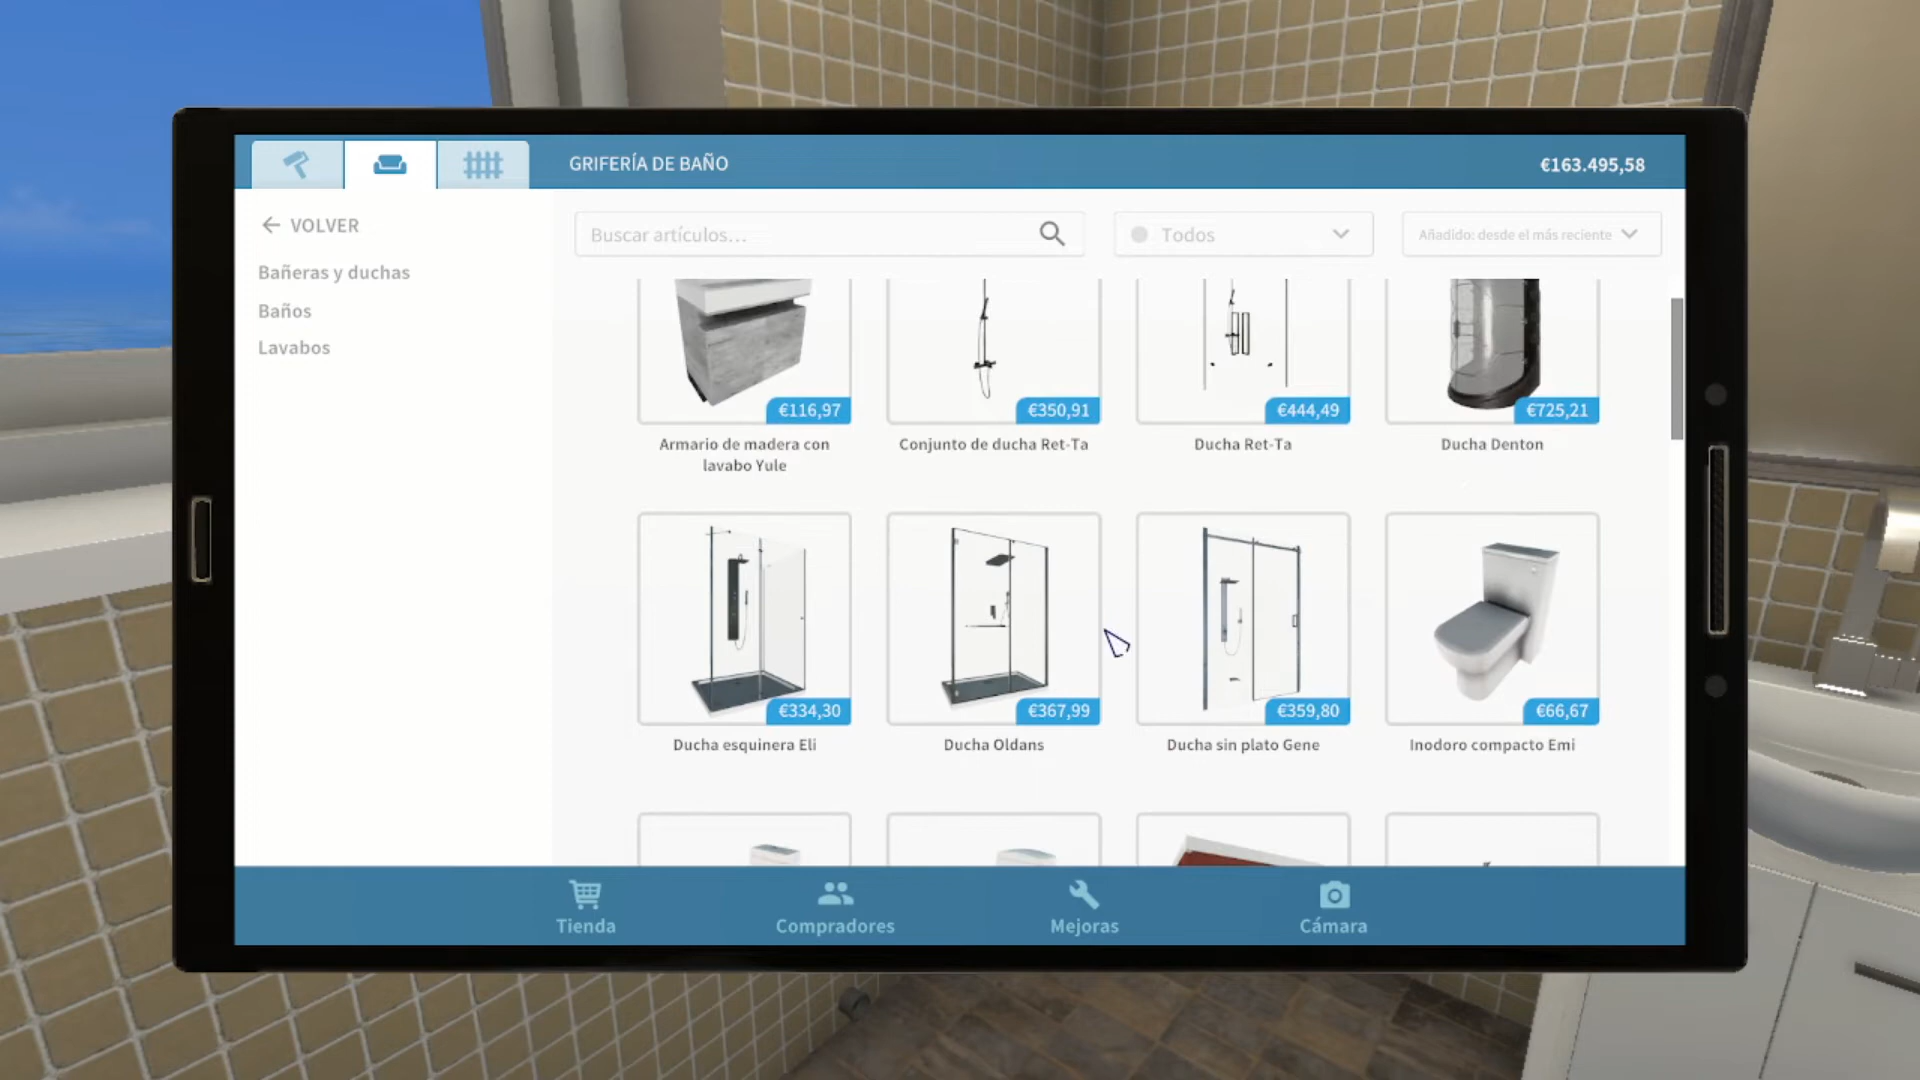 GRIFERÍA DE BAÑO
€163.495,58
VOLVER
Bañeras y duchas
Baños
Lavabos
Buscar artículos...
Todos
Añadido: desde el más reciente
€116,97
€350,91
€444,49
€725,21
Armario de madera con
lavabo Yule
Conjunto de ducha Ret-Ta
Ducha Ret-Ta
Ducha Denton
€334,30
€367,99
€359,80
€66,67
Ducha esquinera Eli
Ducha Oldans
Ducha sin plato Gene
Inodoro compacto Emi
Tienda
Compradores
Mejoras
Cámara